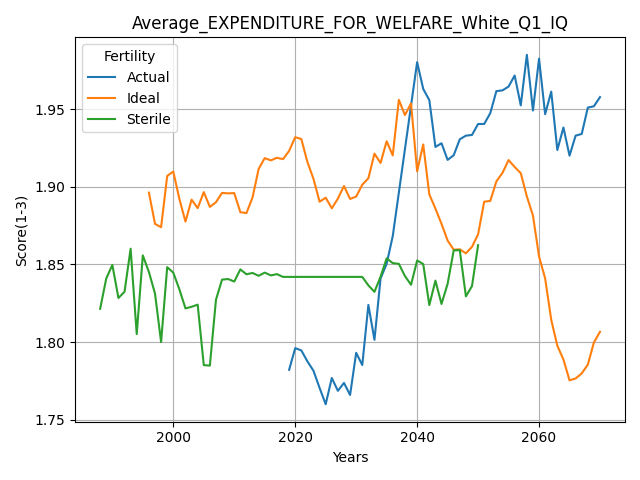 Average_EXPENDITURE_FOR_WELFARE_White_Q1_IQ
Fertility
Actual
Ideal
Sterile
Score(1-3)
1.95
1.90
1.85
1.80
1.75
2000
2020
2040
2060
Years